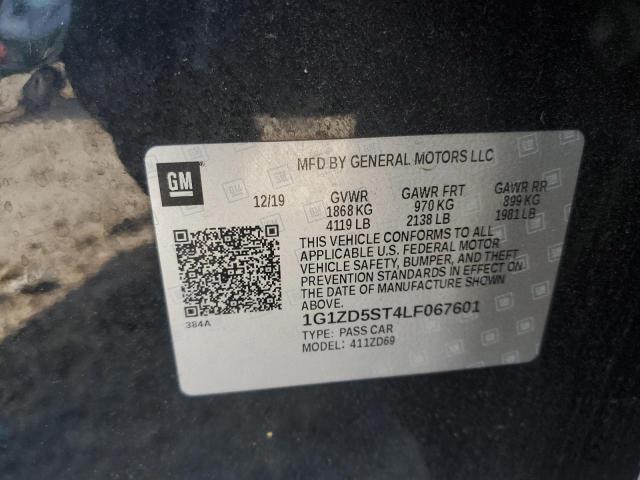 GM
MFD BY GENERAL MOTORS LLC
12/19 GVWR GAWR FRT GAWR RR
1868 KG 970 KG 899 KG
4119 LB 2138 LB 1981 LB
THIS VEHICLE CONFORMS TO ALL
APPLICABLE U.S. FEDERAL MOTOR
VEHICLE SAFETY, BUMPER, AND THEFT
PREVENTION STANDARDS IN EFFECT ON
THE DATE OF MANUFACTURE SHOWN
ABOVE.
384A
1G1ZD5ST4LF067601
TYPE: PASS CAR
MODEL: 411ZD69